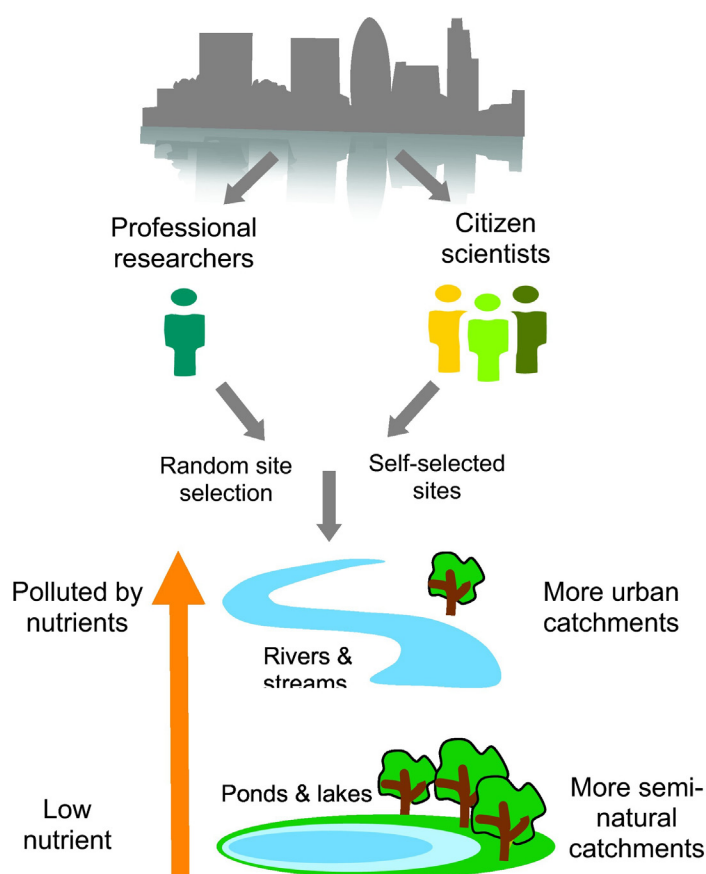 Professional
researchers
Citizen
scientists
Random site
selection
Self-selected
sites
Polluted by
nutrients
Rivers &
streams
More urban
catchments
Low
nutrient
Ponds & lakes
More semi-
natural
catchments